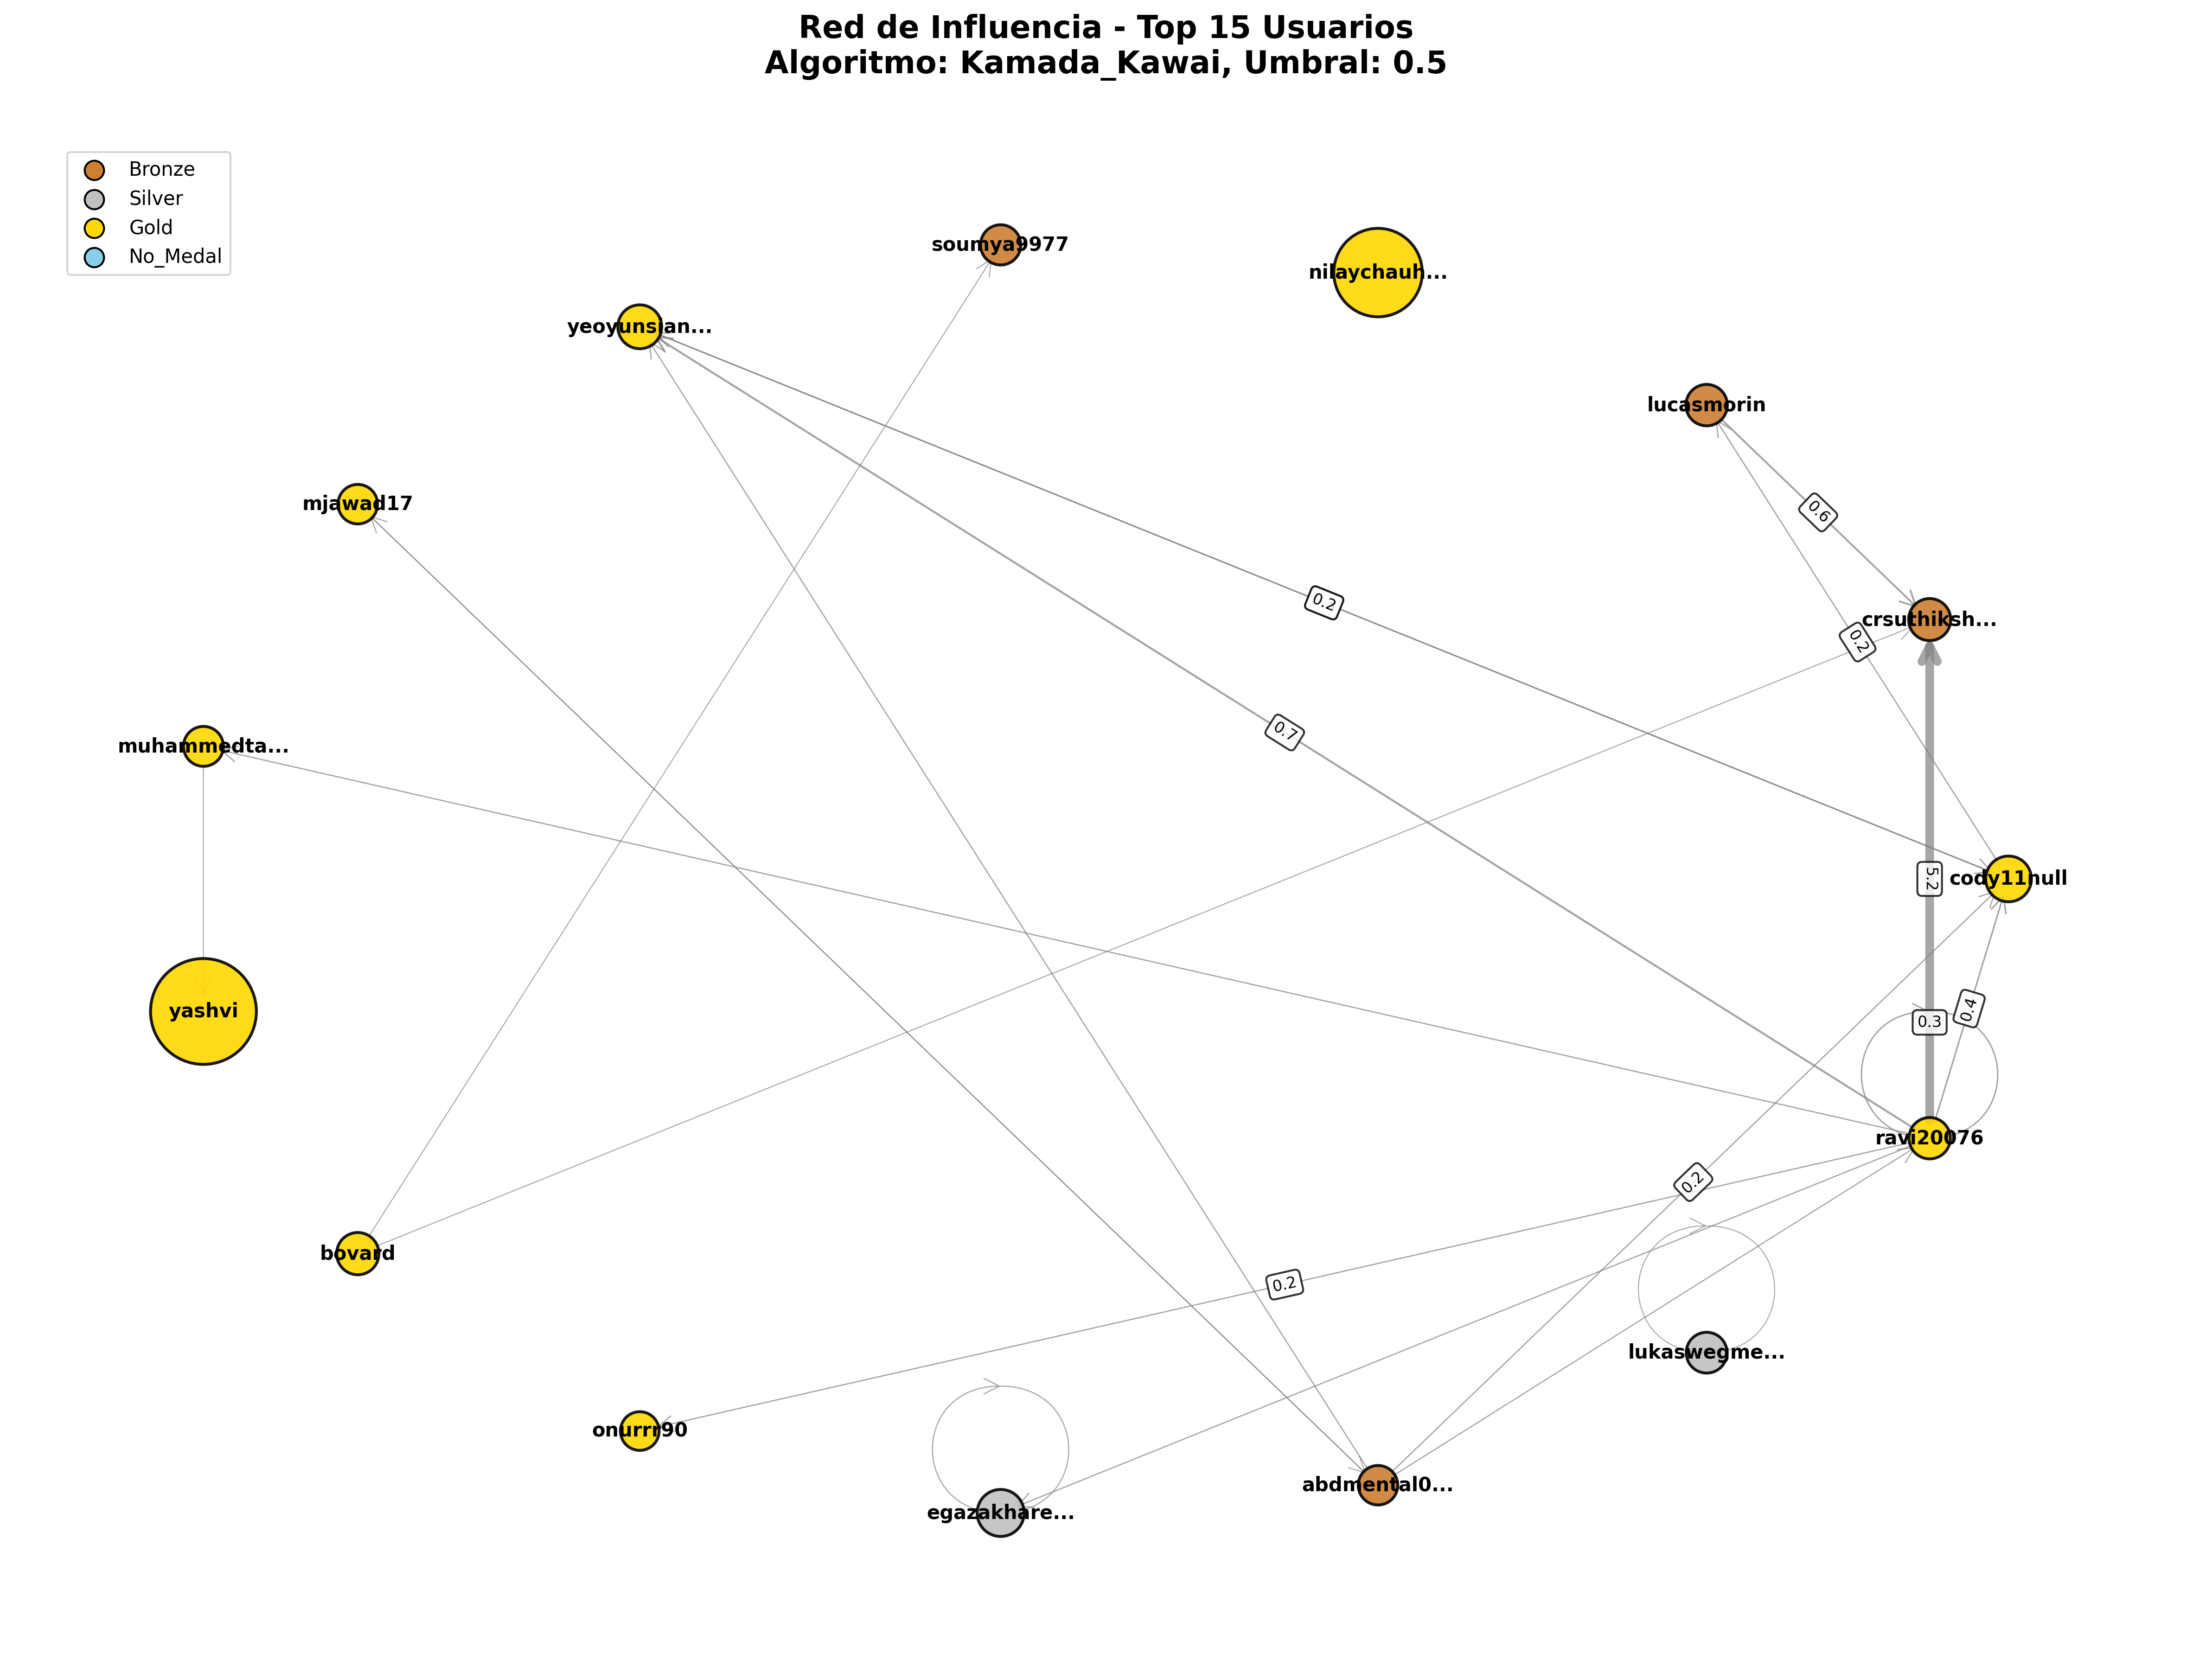 Red de Influencia - Top 15 Usuarios
Algoritmo: Kamada_Kawai, Umbral: 0.5
Bronze
Silver
Gold
No_Medal
soumya9977
nilaychauh...
yeoyunsian...
lucasmorin
mjawad17
0.6
0.2
crsuthiksh...
0.2
0.7
muhammedta...
5.2
cody11null
yashvi
0.4
0.3
ravi20076
0.2
bovard
0.2
lukaswegme...
onurrr90
abdmental0...
egazakhare...